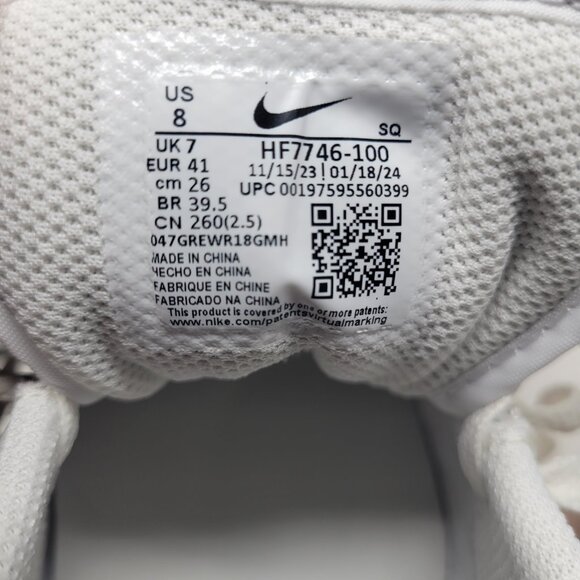 US
8
SQ
UK 7
HF7746-100
EUR 41
11/15/23 | 01/18/24
cm 26
UPC 00197595560399
BR 39.5
CN 260(2.5)
047GREWR18GMH
MADE IN CHINA
HECHO EN CHINA
FABRIQUE EN CHINE
FABRICADO NA CHINA
This product is covered by one or more patents
www.nike.com/patentsvirtualmarking